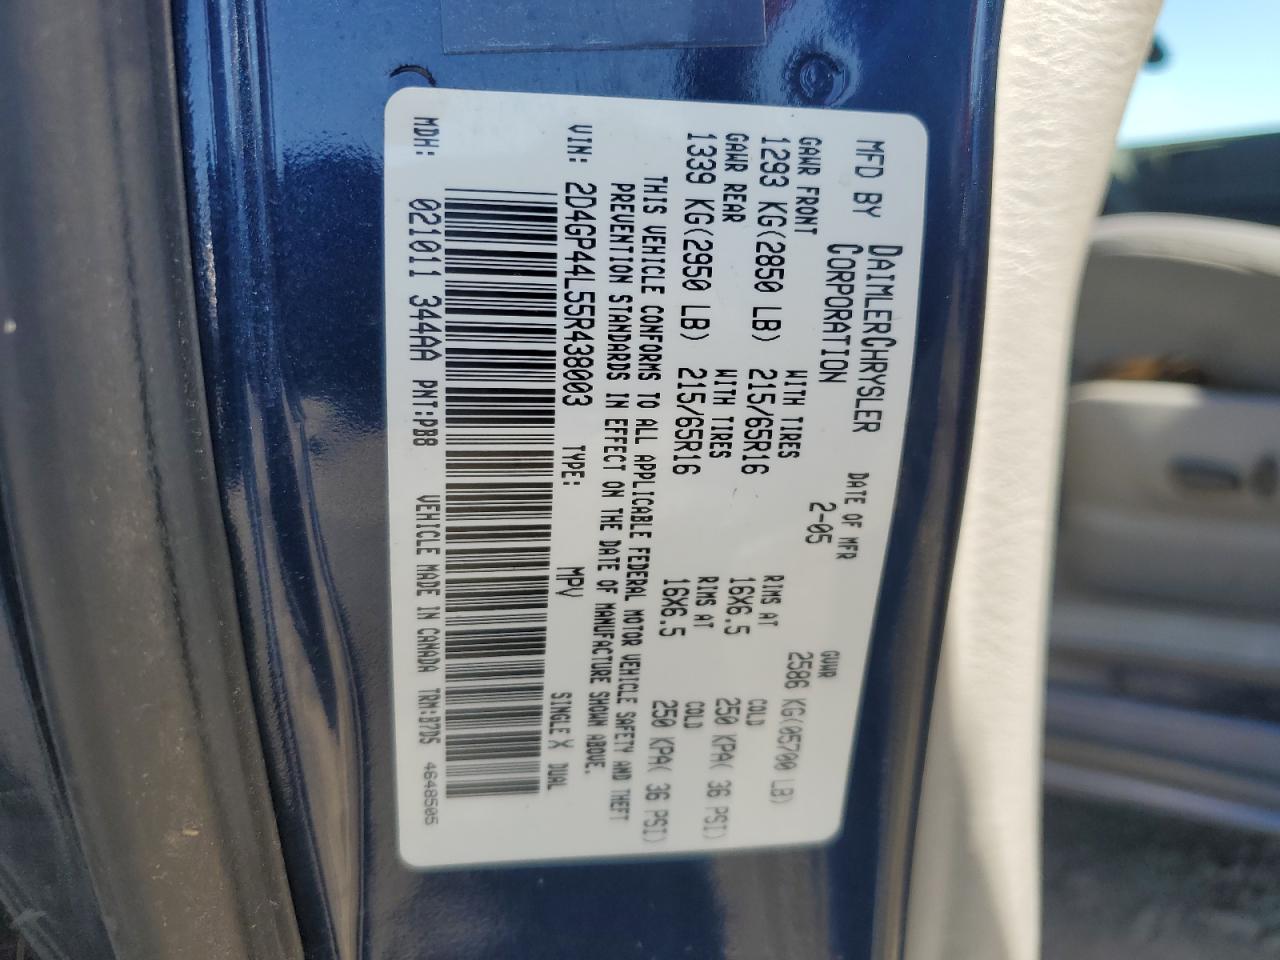 MFD BY DAIMLERCHRYSLER CORPORATION DATE OF MFR 2-05 GVWR 2586 KG(05700 LB)
GAWR FRONT WITH TIRES RIMS AT COLD
1293 KG(2850 LB) 215/65R16 16X6.5 250 KPA( 36 PSI)
GAWR REAR WITH TIRES RIMS AT COLD
1339 KG(2950 LB) 215/65R16 16X6.5 250 KPA( 36 PSI)
THIS VEHICLE CONFORMS TO ALL APPLICABLE FEDERAL MOTOR VEHICLE SAFETY AND THEFT
PREVENTION STANDARDS IN EFFECT ON THE DATE OF MANUFACTURE SHOWN ABOVE.
VIN: 2D4GP44L55R438003 TYPE: MPV SINGLE X DUAL
MDH: 021011 344AA PNT:PB8 VEHICLE MADE IN CANADA TRM:B7D5 4648505